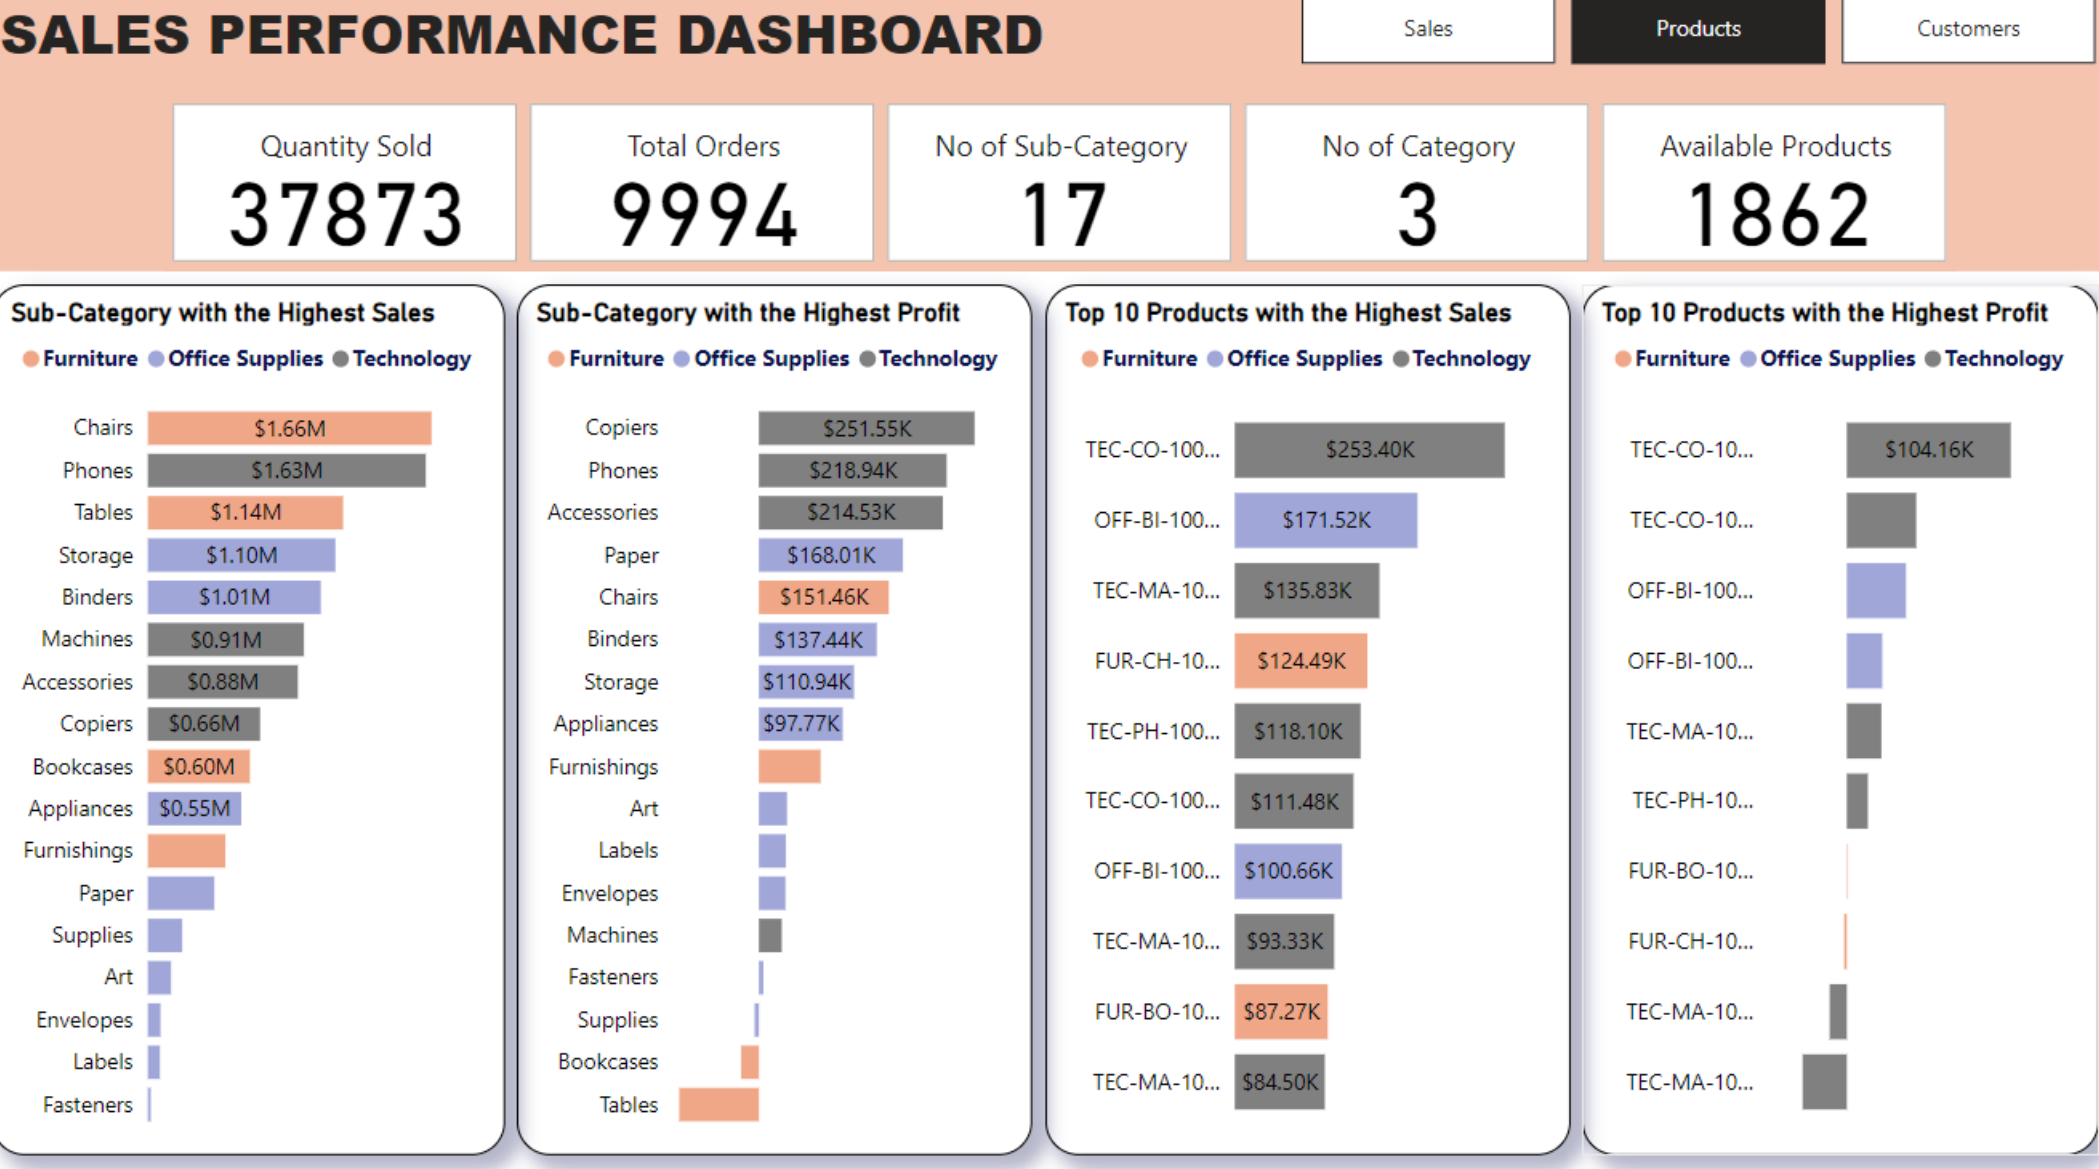 SALES PERFORMANCE DASHBOARD
Sales
Products
Customers
Quantity Sold
37873
Total Orders
9994
No of Sub-Category
17
No of Category
3
Available Products
1862
Sub-Category with the Highest Sales
Furniture Office Supplies Technology
Chairs $1.66M
Phones $1.63M
Tables $1.14M
Storage $1.10M
Binders $1.01M
Machines $0.91M
Accessories $0.88M
Copiers $0.66M
Bookcases $0.60M
Appliances $0.55M
Furnishings
Paper
Supplies
Art
Envelopes
Labels
Fasteners
Sub-Category with the Highest Profit
Furniture Office Supplies Technology
Copiers $251.55K
Phones $218.94K
Accessories $214.53K
Paper $168.01K
Chairs $151.46K
Binders $137.44K
Storage $110.94K
Appliances $97.77K
Furnishings
Art
Labels
Envelopes
Machines
Fasteners
Supplies
Bookcases
Tables
Top 10 Products with the Highest Sales
Furniture Office Supplies Technology
TEC-CO-100... $253.40K
OFF-BI-100... $171.52K
TEC-MA-10... $135.83K
FUR-CH-10... $124.49K
TEC-PH-100... $118.10K
TEC-CO-100... $111.48K
OFF-BI-100... $100.66K
TEC-MA-10... $93.33K
FUR-BO-10... $87.27K
TEC-MA-10... $84.50K
Top 10 Products with the Highest Profit
Furniture Office Supplies Technology
TEC-CO-10... $104.16K
TEC-CO-10...
OFF-BI-100...
OFF-BI-100...
TEC-MA-10...
TEC-PH-10...
FUR-BO-10...
FUR-CH-10...
TEC-MA-10...
TEC-MA-10...